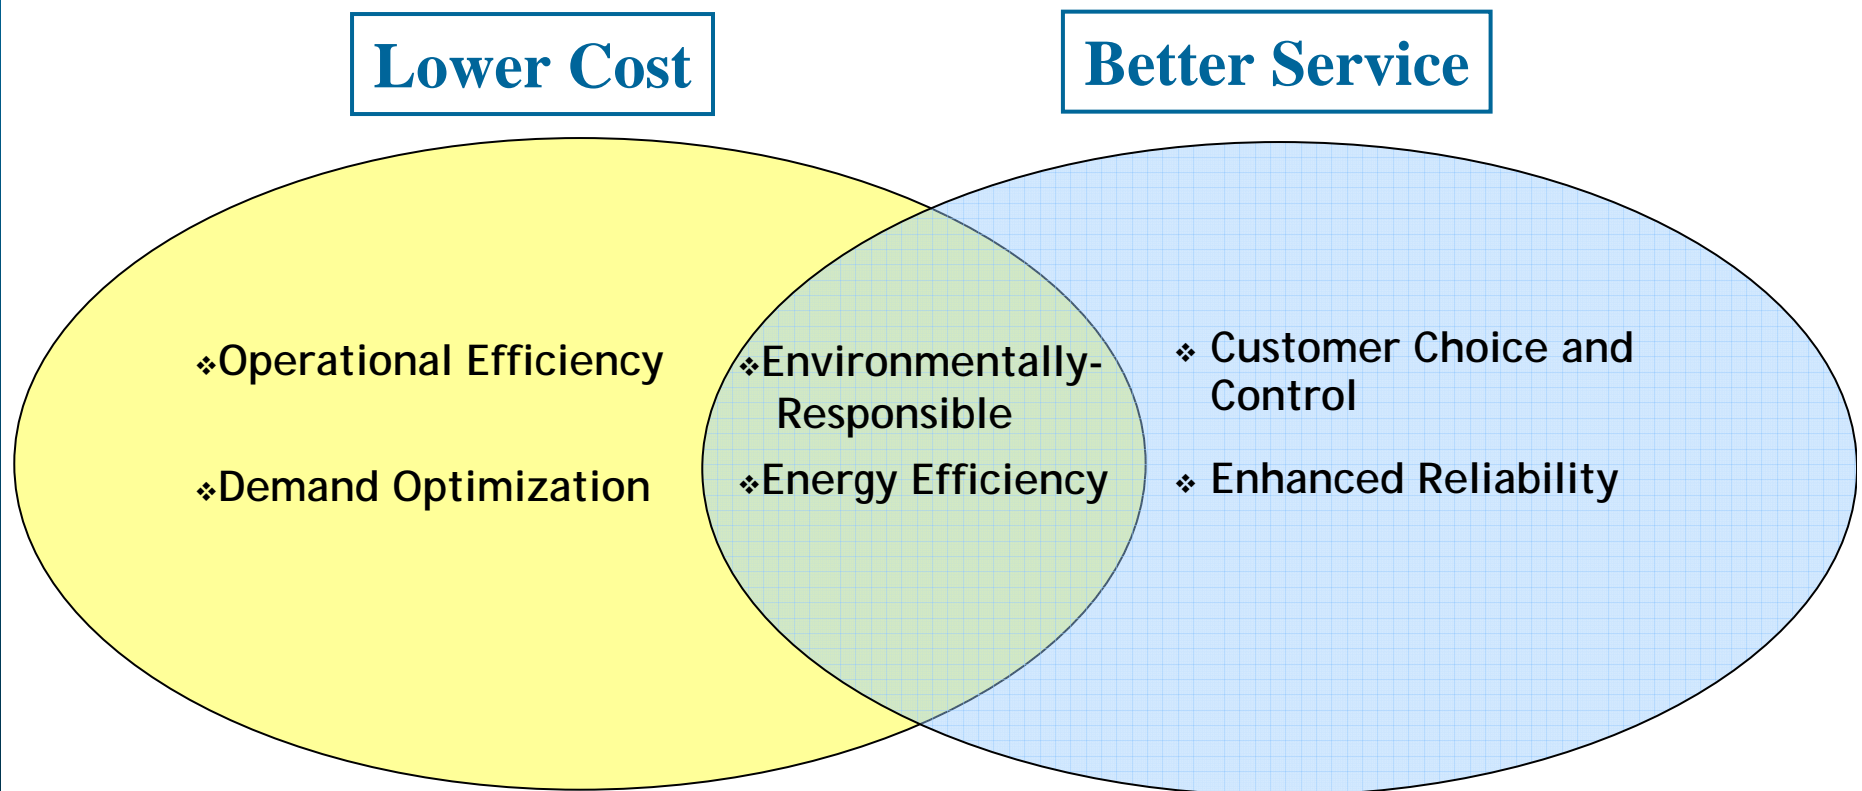 Lower Cost
Better Service
❖Operational Efficiency
❖Demand Optimization
❖Environmentally-
Responsible
❖Energy Efficiency
❖ Customer Choice and
Control
❖ Enhanced Reliability